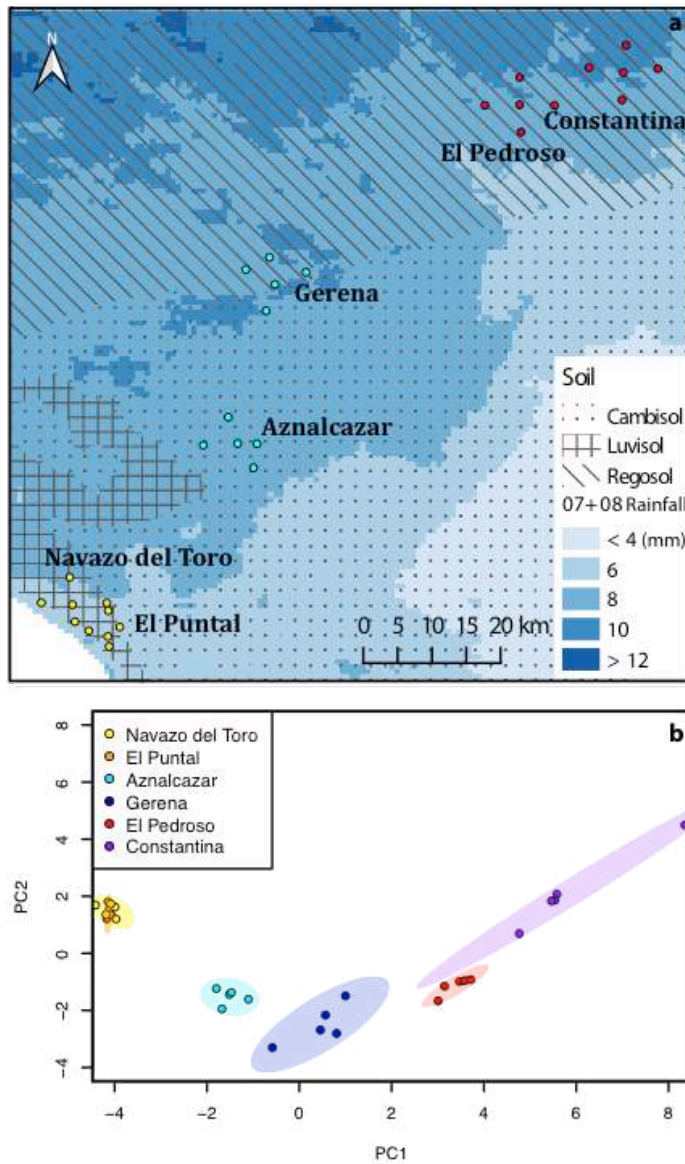 a
N
Constantina
El Pedroso
Gerena
Aznalcazar
Navazo del Toro
El Puntal
0 5 10 15 20 km
Soil
Cambisol
Luvisol
Regosol
07+08 Rainfall
< 4 (mm)
6
8
10
> 12
b
Navazo del Toro
El Puntal
Aznalcazar
Gerena
El Pedroso
Constantina
8
6
4
2
0
−2
−4
PC2
−4 −2 0 2 4 6 8
PC1